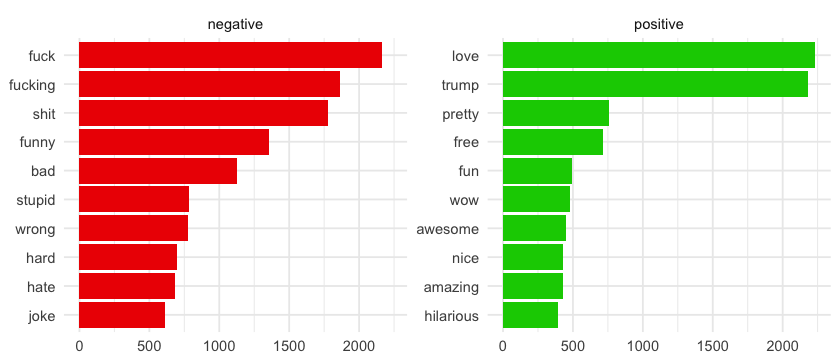 negative
fuck
fucking
shit
funny
bad
stupid
wrong
hard
hate
joke
0 500 1000 1500 2000
positive
love
trump
pretty
free
fun
wow
awesome
nice
amazing
hilarious
0 500 1000 1500 2000